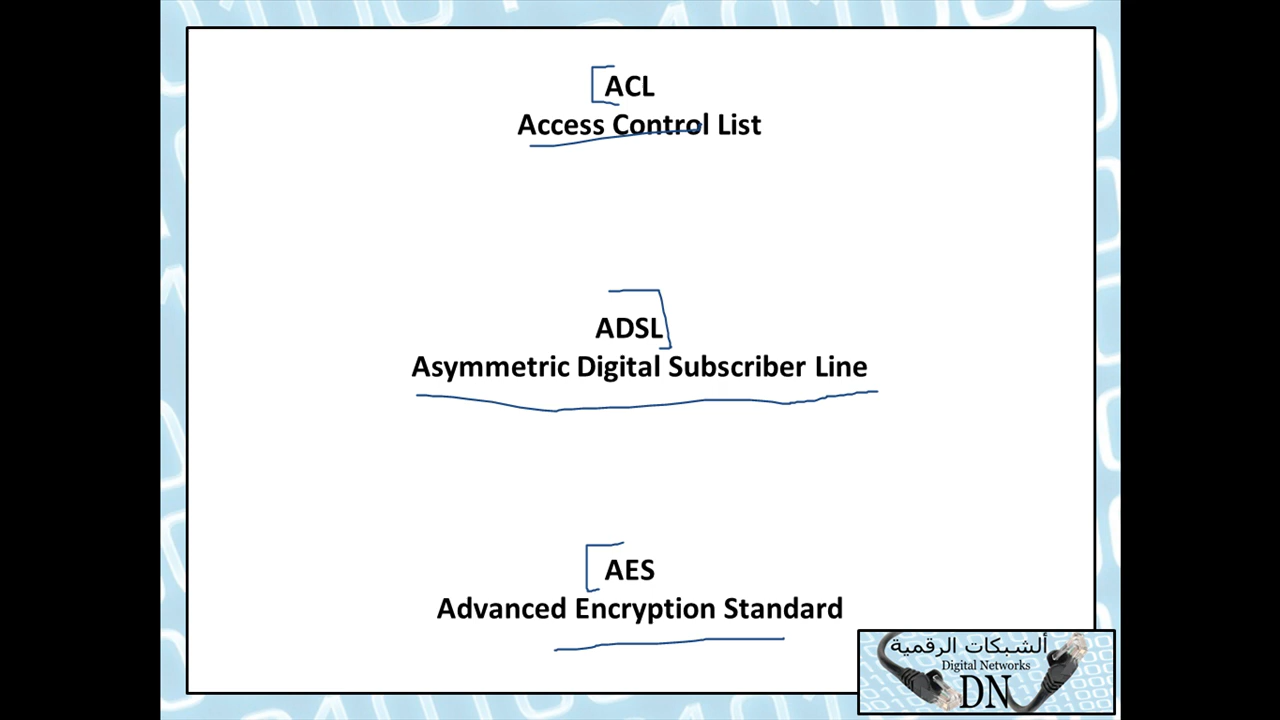 ACL
Access Control List
ADSL
Asymmetric Digital Subscriber Line
AES
Advanced Encryption Standard
ألشبكات الرقمية
Digital Networks
DN